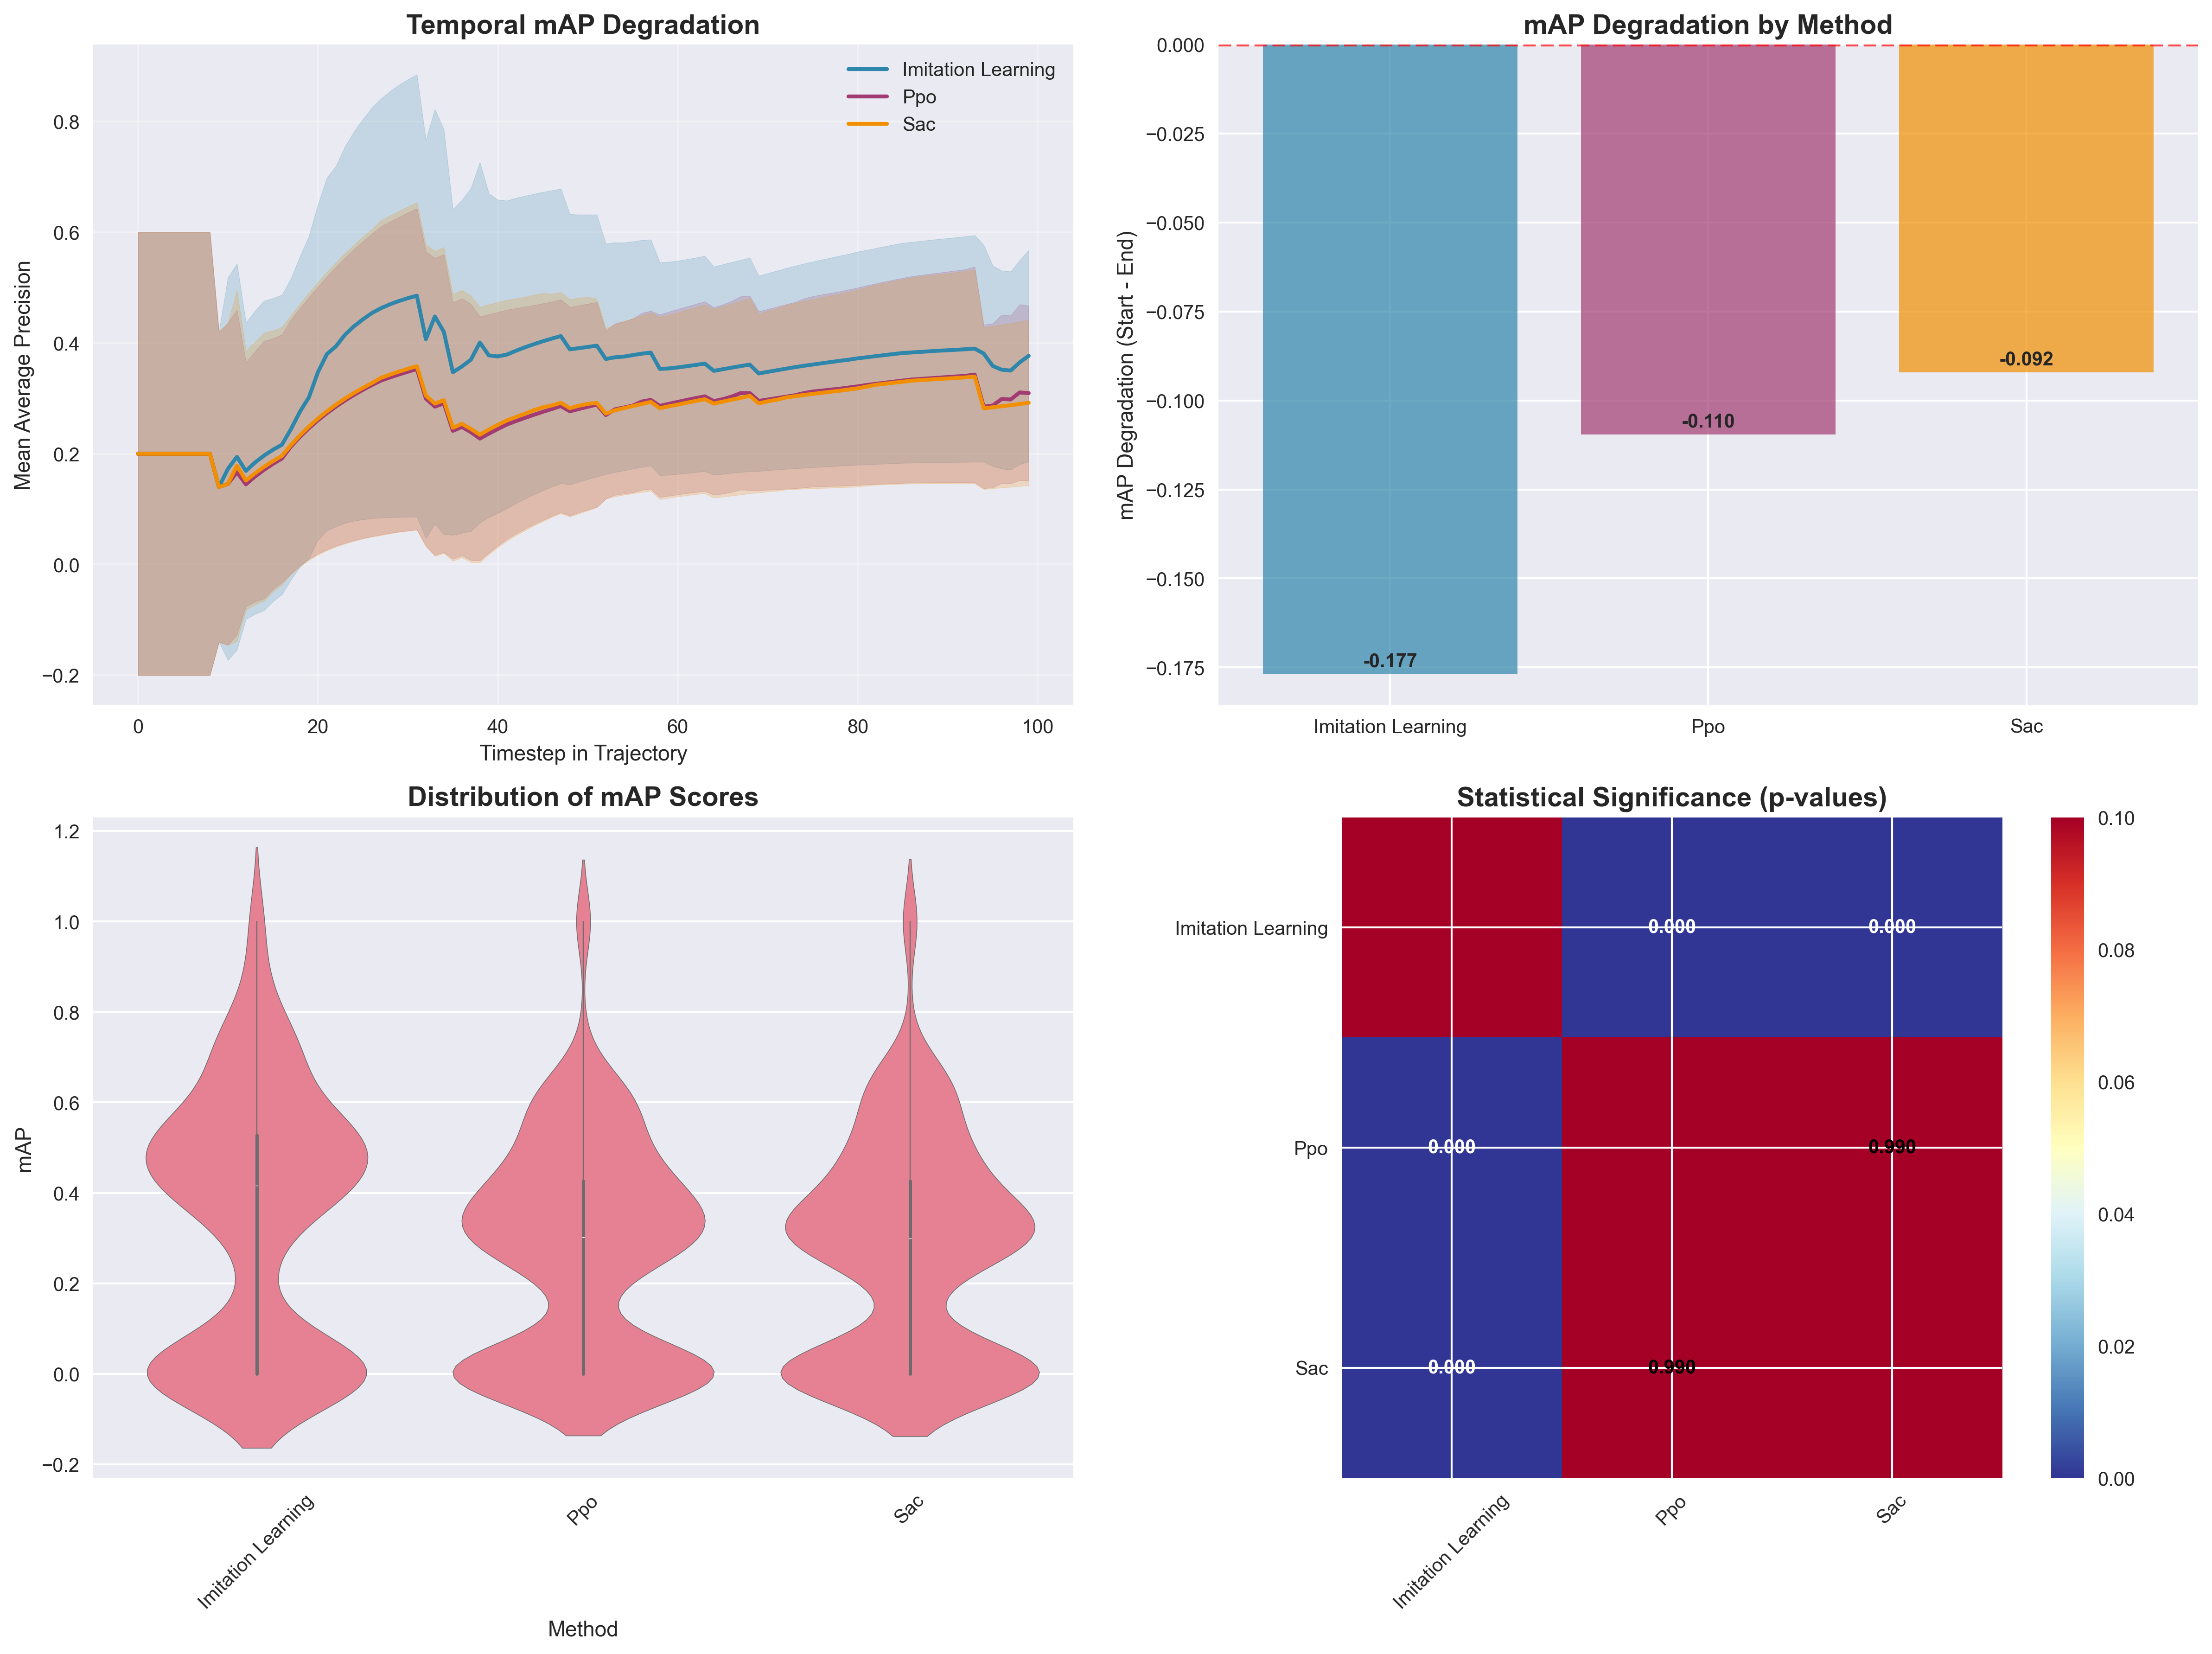 Temporal mAP Degradation
Mean Average Precision
0.8
0.6
0.4
0.2
0.0
−0.2
0
20
40
60
80
100
Timestep in Trajectory
Imitation Learning
Ppo
Sac
mAP Degradation by Method
mAP Degradation (Start - End)
0.000
−0.025
−0.050
−0.075
−0.100
−0.125
−0.150
−0.175
-0.177
-0.110
-0.092
Imitation Learning
Ppo
Sac
Distribution of mAP Scores
mAP
1.2
1.0
0.8
0.6
0.4
0.2
0.0
−0.2
Imitation Learning
Ppo
Sac
Method
Statistical Significance (p-values)
Imitation Learning
0.000
0.000
Ppo
0.000
0.990
Sac
0.000
0.990
Imitation Learning
Ppo
Sac
0.10
0.08
0.06
0.04
0.02
0.00